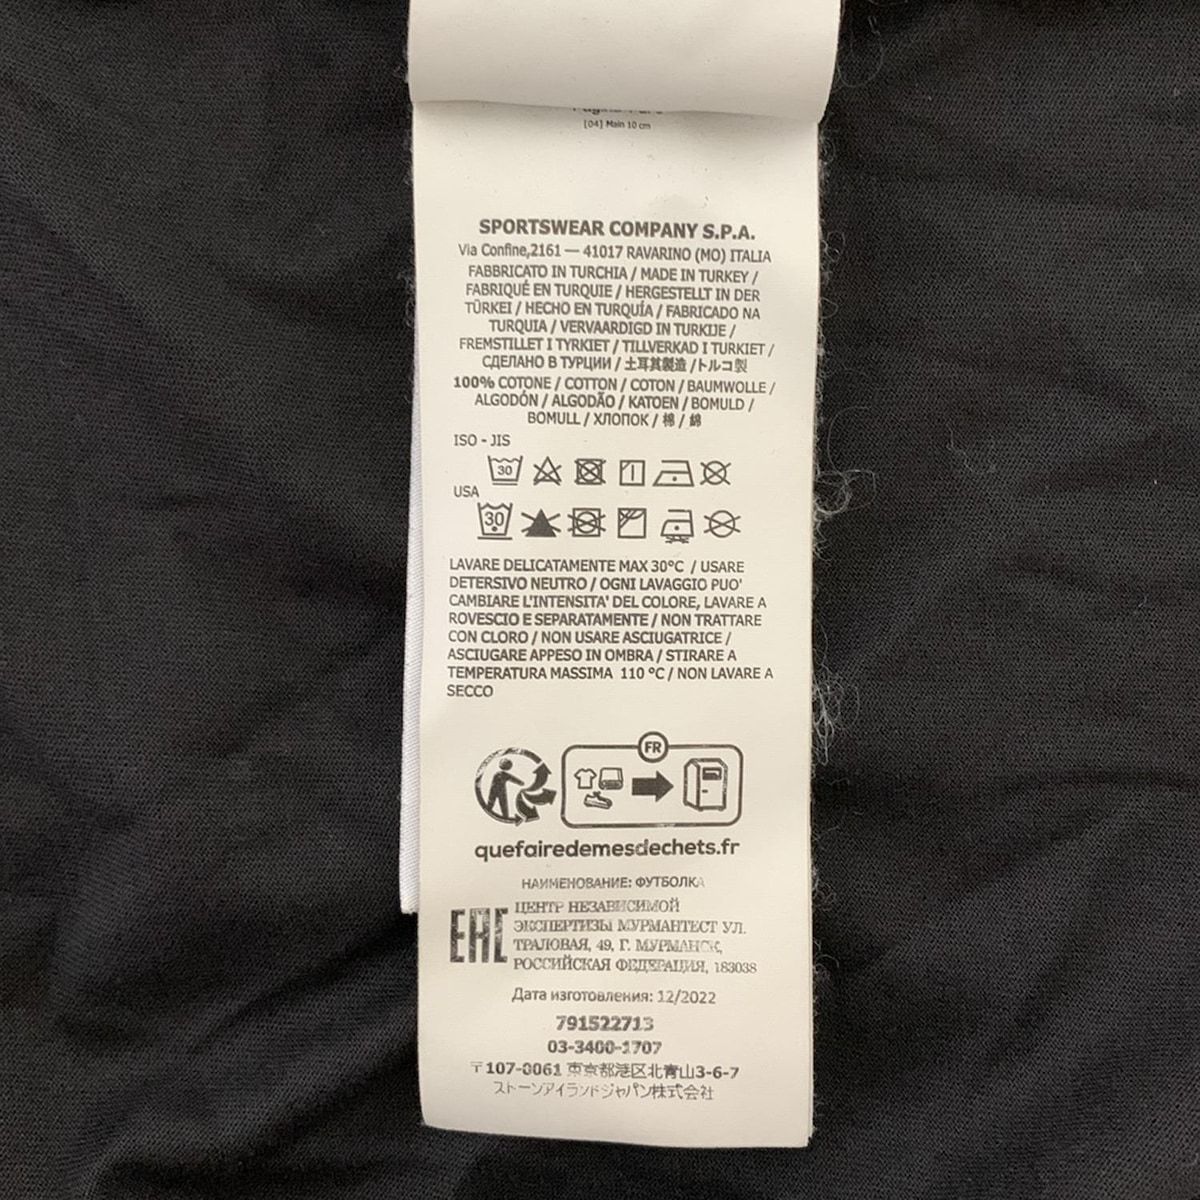 [04] Main 10 cm
SPORTSWEAR COMPANY S.P.A.
Via Confine,2161 — 41017 RAVARINO (MO) ITALIA
FABBRICATO IN TURCHIA / MADE IN TURKEY /
FABRIQUÉ EN TURQUIE / HERGESTELLT IN DER
TÜRKEI / HECHO EN TURQUÍA / FABRICADO NA
TURQUIA / VERVAARDIGD IN TURKIJE /
FREMSTILLET I TYRKIET / TILLVERKAD I TURKIET /
СДЕЛАНО В ТУРЦИИ / 土耳其製造 /トルコ製
100% COTONE / COTTON / COTON / BAUMWOLLE /
ALGODÓN / ALGODÃO / KATOEN / BOMULD /
BOMULL / ХЛОПОК / 棉 / 綿
ISO - JIS
30
USA
30
LAVARE DELICATAMENTE MAX 30°C / USARE
DETERSIVO NEUTRO / OGNI LAVAGGIO PUO'
CAMBIARE L'INTENSITA' DEL COLORE, LAVARE A
ROVESCIO E SEPARATAMENTE / NON TRATTARE
CON CLORO / NON USARE ASCIUGATRICE /
ASCIUGARE APPESO IN OMBRA / STIRARE A
TEMPERATURA MASSIMA 110 °C / NON LAVARE A
SECCO
FR
quefairedemesdechets.fr
НАИМЕНОВАНИЕ: ФУТБОЛКА
EAC
ЦЕНТР НЕЗАВИСИМОЙ
ЭКСПЕРТИЗЫ МУРМАНТЕСТ УЛ.
ТРАЛОВАЯ, 49, Г. МУРМАНСК,
РОССИЙСКАЯ ФЕДЕРАЦИЯ, 183038
Дата изготовления: 12/2022
791522713
03-3400-1707
〒107-0061 東京都港区北青山3-6-7
ストーンアイランドジャパン株式会社